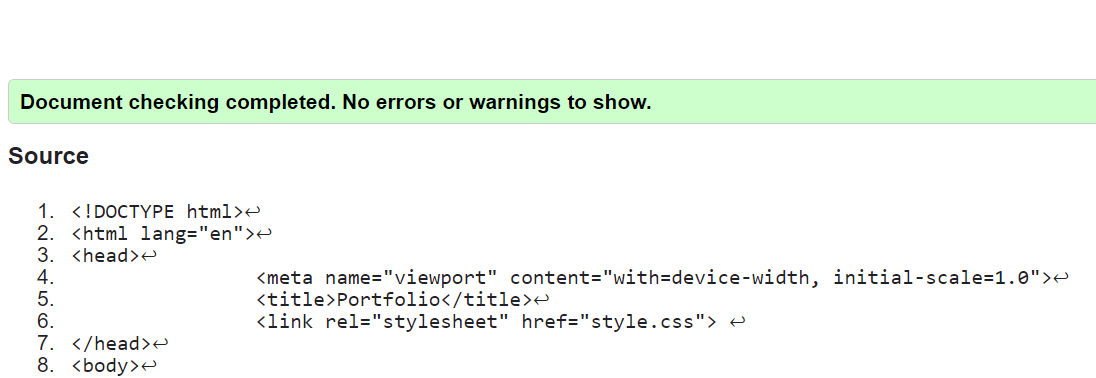 Document checking completed. No errors or warnings to show.
Source
1. <!DOCTYPE html>↩
2. <html lang="en">↩
3. <head>↩
4. <meta name="viewport" content="with=device-width, initial-scale=1.0">↩
5. <title>Portfolio</title>↩
6. <link rel="stylesheet" href="style.css"> ↩
7. </head>↩
8. <body>↩